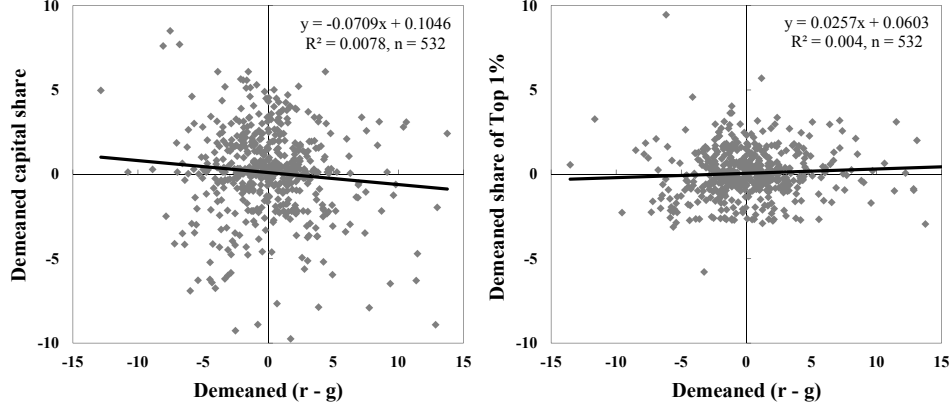 y = -0.0709x + 0.1046
R² = 0.0078, n = 532
10
5
0
-5
-10
-15 -10 -5 0 5 10 15
Demeaned capital share
Demeaned (r - g)
y = 0.0257x + 0.0603
R² = 0.004, n = 532
10
5
0
-5
-10
-15 -10 -5 0 5 10 15
Demeaned share of Top 1%
Demeaned (r - g)